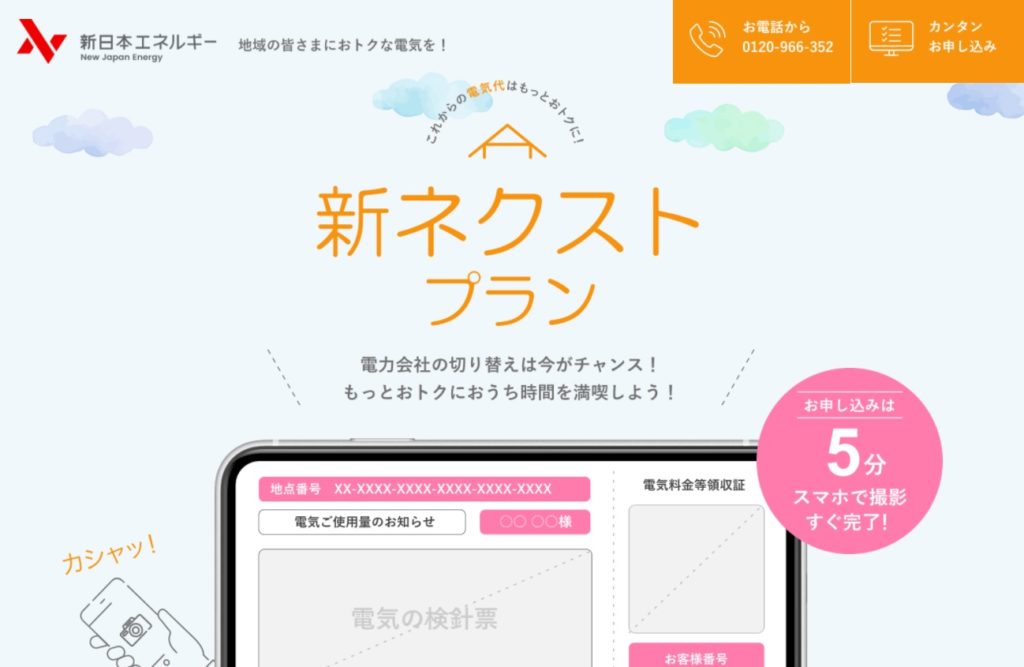 新日本エネルギー
New Japan Energy
地域の皆さまにおトクな電気を！
お電話から
0120-966-352
カンタン
お申し込み
これからの電気代はもっとおトクに!
新ネクスト
プラン
電力会社の切り替えは今がチャンス！
もっとおトクにおうち時間を満喫しよう！
お申し込みは
5分
スマホで撮影
すぐ完了!
地点番号 XX-XXXX-XXXX-XXXX-XXXX-XXXX
電気ご使用量のお知らせ
〇〇 〇〇様
電気料金等領収証
カシャッ!
電気の検針票
お客様番号